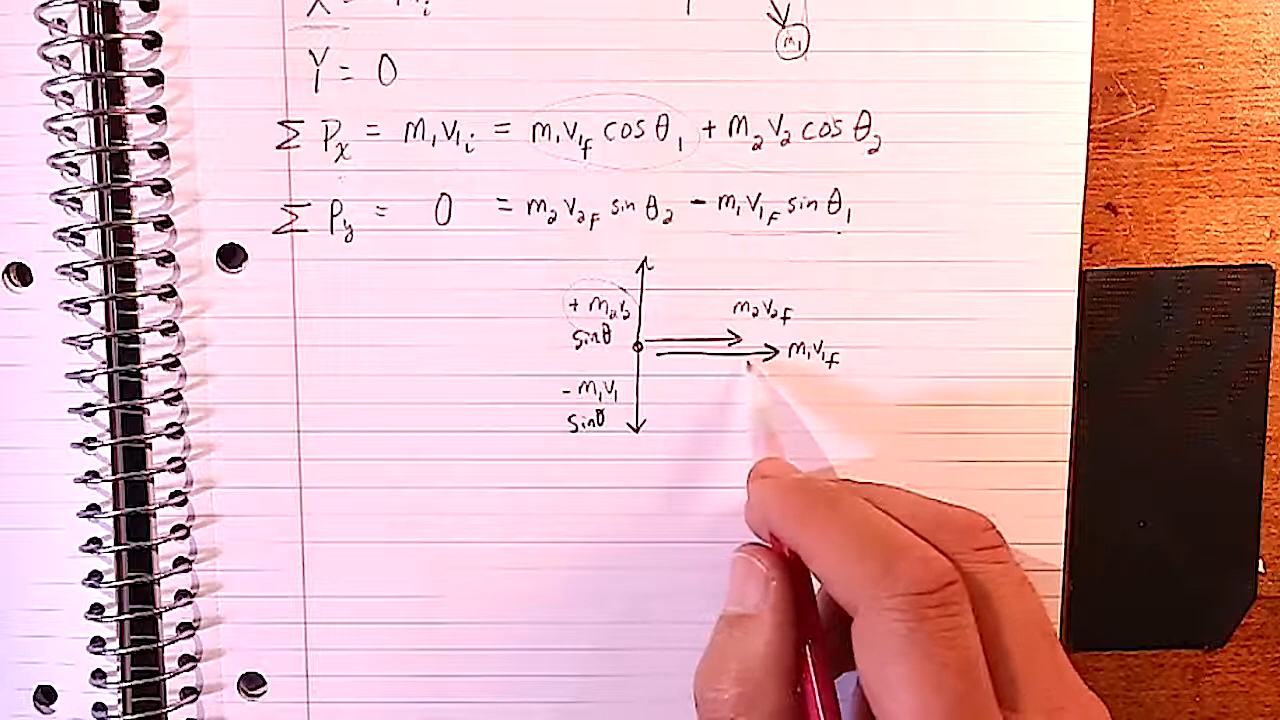 m₁
Y = 0
Σ Pₓ = m₁V₁ᵢ = m₁V₁f cos θ₁ + m₂V₂ cos θ₂
Σ Py = 0 = m₂V₂f sin θ₂ - m₁V₁F sin θ₁
m₂V₂f
sinθ
m₁V₁f
- m₁V₁
sinθ